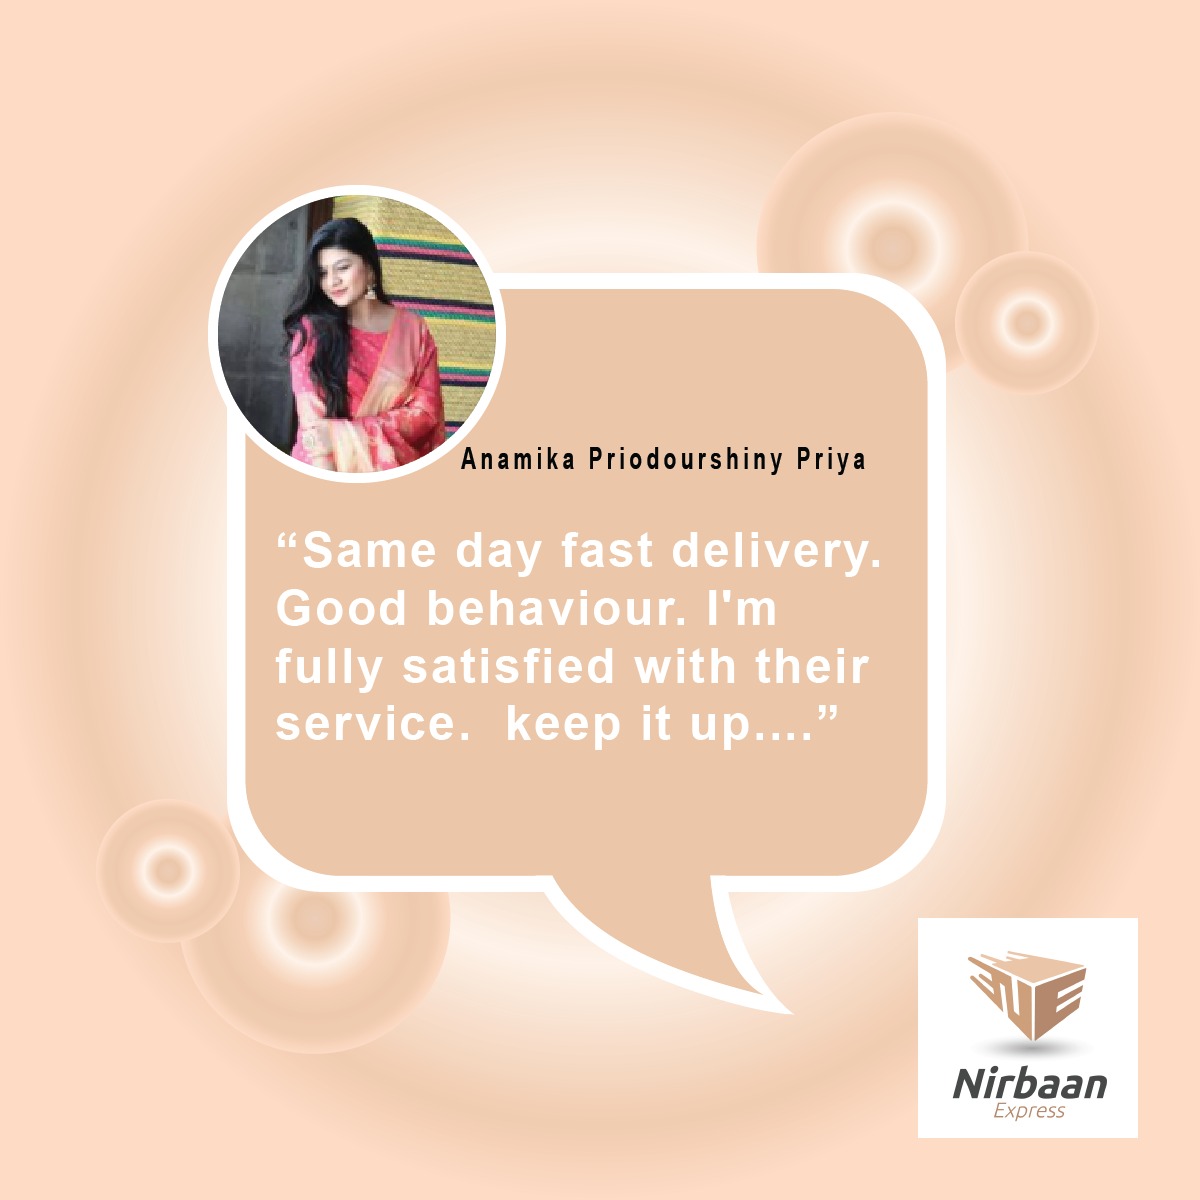 Anamika Priodourshiny Priya
“Same day fast delivery.
Good behaviour. I'm
fully satisfied with their
service.  keep it up....”
NE
Nirbaan
Express